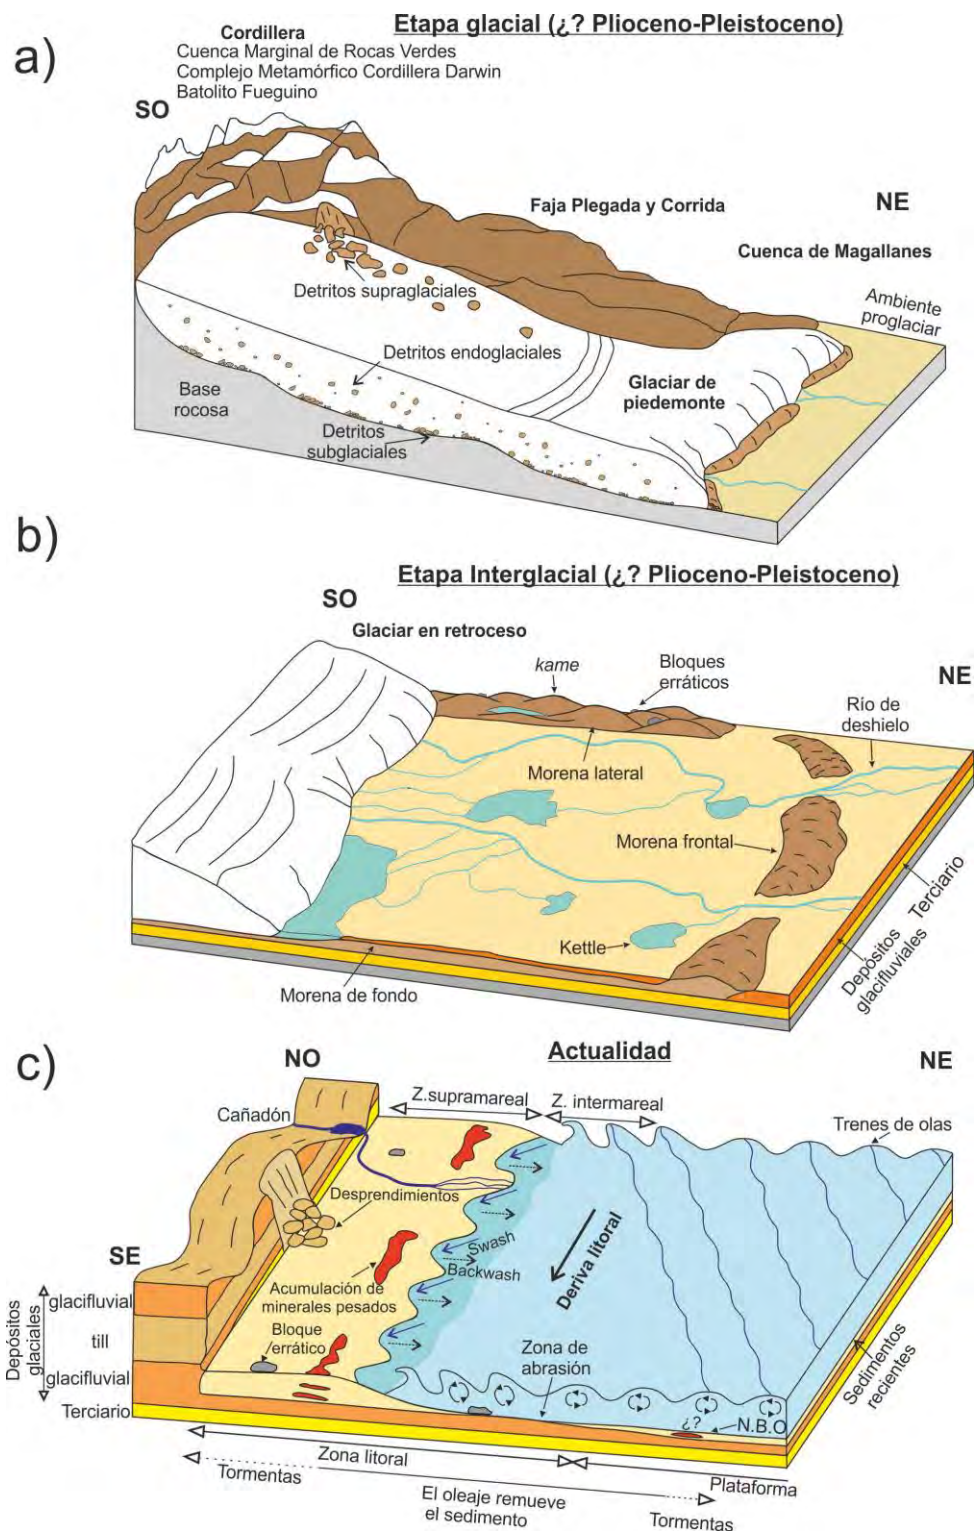 a)
Etapa glacial (¿? Plioceno-Pleistoceno)
Cordillera
Cuenca Marginal de Rocas Verdes
Complejo Metamórfico Cordillera Darwin
Batolito Fueguino
SO
Faja Plegada y Corrida
NE
Cuenca de Magallanes
Ambiente
proglaciar
Detritos supraglaciales
Detritos endoglaciales
Glaciar de
piedemonte
Base
rocosa
Detritos
subglaciales
b)
Etapa Interglacial (¿? Plioceno-Pleistoceno)
SO
Glaciar en retroceso
kame
Bloques
erráticos
NE
Río de
deshielo
Morena lateral
Morena frontal
Kettle
Morena de fondo
Terciario
Depósitos
glacifluviales
c)
NO
Actualidad
NE
Z.supramareal
Z. intermareal
Cañadón
Trenes de olas
Desprendimientos
SE
Swash
Backwash
Deriva litoral
Acumulación de
minerales pesados
Bloque
errático
Zona de
abrasión
Depósitos
glaciales
glacifluvial
till
glacifluvial
Terciario
Sedimentos
recientes
¿?
N.B.O
Zona litoral
Plataforma
Tormentas
El oleaje remueve
el sedimento
Tormentas